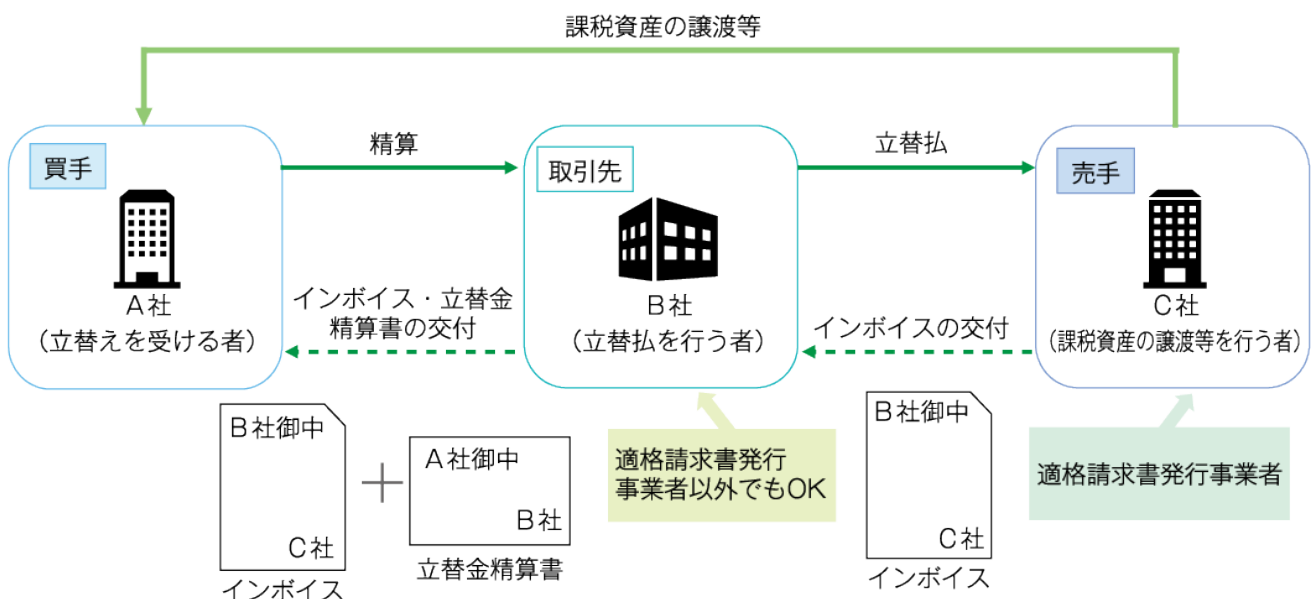 課税資産の譲渡等
買手
精算
取引先
立替払
売手
A社
(立替えを受ける者)
インボイス・立替金
精算書の交付
B社
(立替払を行う者)
インボイスの交付
C社
(課税資産の譲渡等を行う者)
B社御中
C社
インボイス
A社御中
B社
立替金精算書
適格請求書発行
事業者以外でもOK
B社御中
C社
インボイス
適格請求書発行事業者